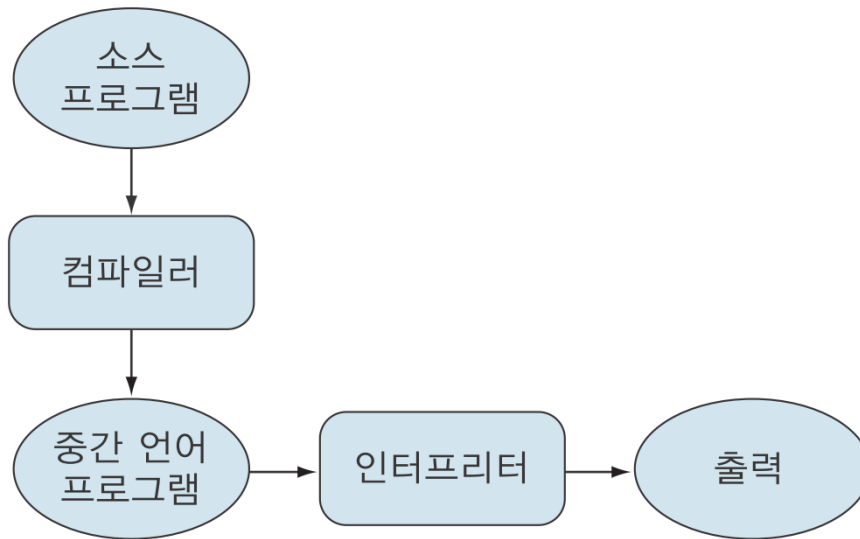 소스
프로그램
컴파일러
중간 언어
프로그램
인터프리터
출력